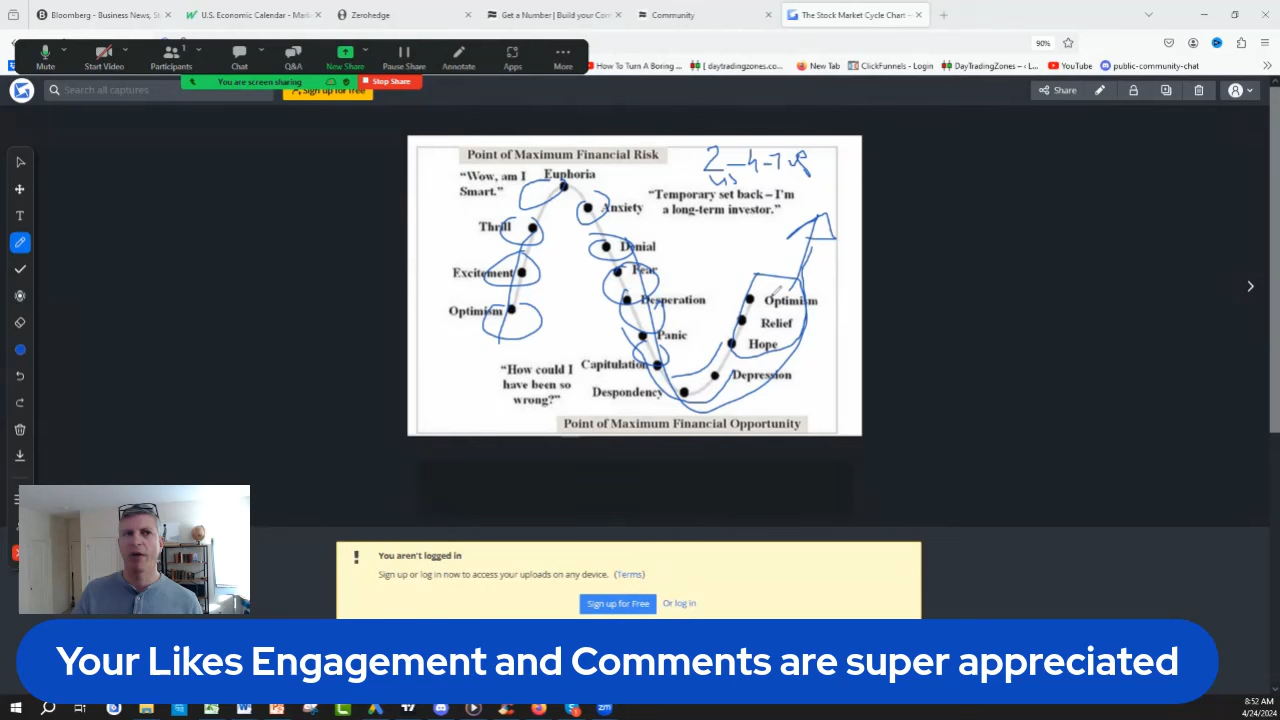 Bloomberg - Business News, St
U.S. Economic Calendar - Mark
Zerohedge
Get a Number | Build your Com
Community
The Stock Market Cycle Chart –
90%
Mute
Start Video
Participants
1
Chat
Q&A
New Share
Pause Share
Annotate
Apps
More
How To Turn A Boring ...
[ daytradingzones.co...
New Tab
ClickFunnels - Login
DayTradingZones – ‹ L...
YouTube
public-community-chat
You are screen sharing
Stop Share
Search all captures
Sign up for free
Share
Point of Maximum Financial Risk
"Wow, am I
Smart."
Euphoria
"Temporary set back – I'm
a long-term investor."
Anxiety
Thrill
Denial
Excitement
Fear
Desperation
Optimism
Optimism
Relief
Panic
Hope
Capitulation
"How could I
have been so
wrong?"
Depression
Despondency
Point of Maximum Financial Opportunity
You aren't logged in
Sign up or log in now to access your uploads on any device. (Terms)
Sign up for Free
Or log in
Your Likes Engagement and Comments are super appreciated
8:52 AM
4/24/2024